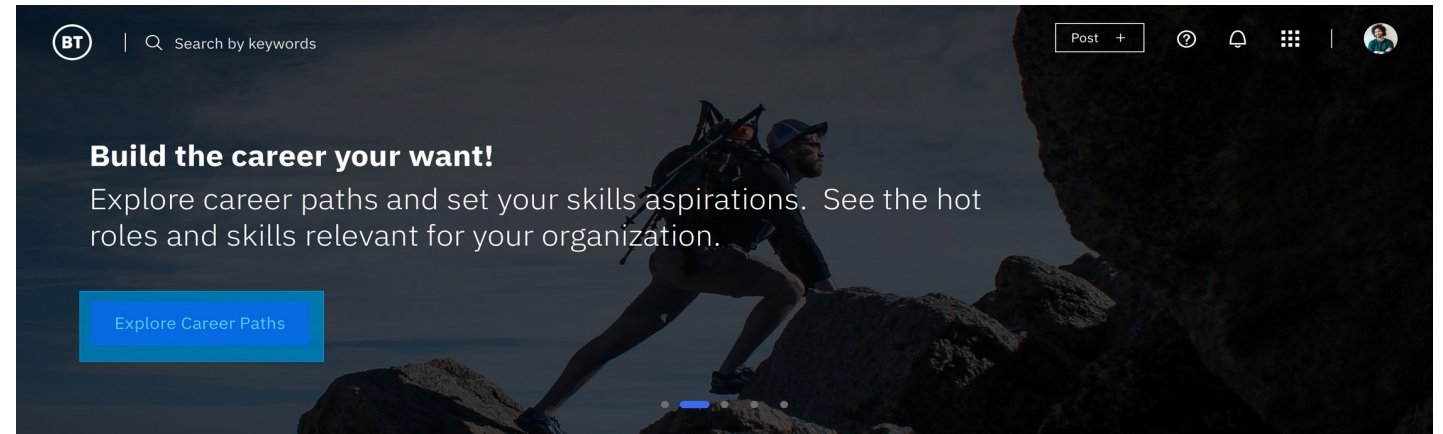 BT
Search by keywords
Post +
Build the career your want!
Explore career paths and set your skills aspirations.  See the hot
roles and skills relevant for your organization.
Explore Career Paths